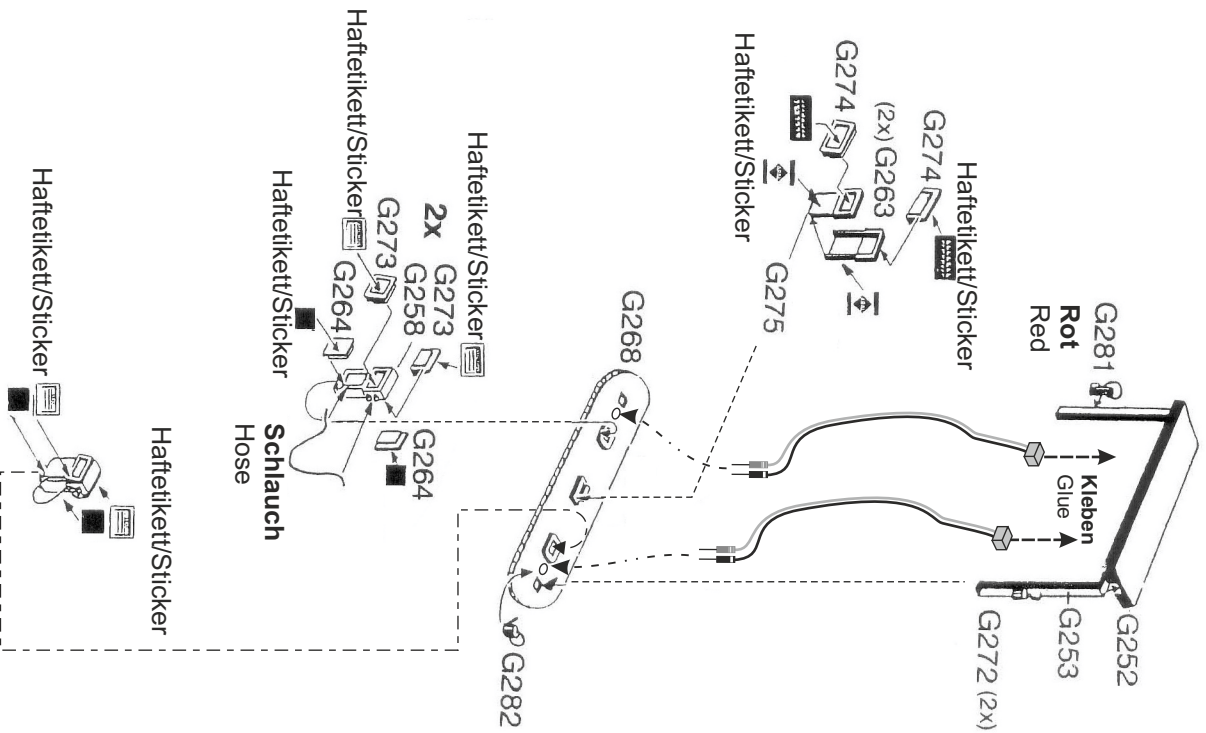 G252
G281
Rot
Red
Kleben
Glue
G253
G272 (2x)
Haftetikett/Sticker
G274
(2x) G263
G274
G275
Haftetikett/Sticker
G268
G282
Haftetikett/Sticker
2x
G273
G258
G264
G273
G264
Haftetikett/Sticker
Haftetikett/Sticker
Schlauch
Hose
Haftetikett/Sticker
Haftetikett/Sticker